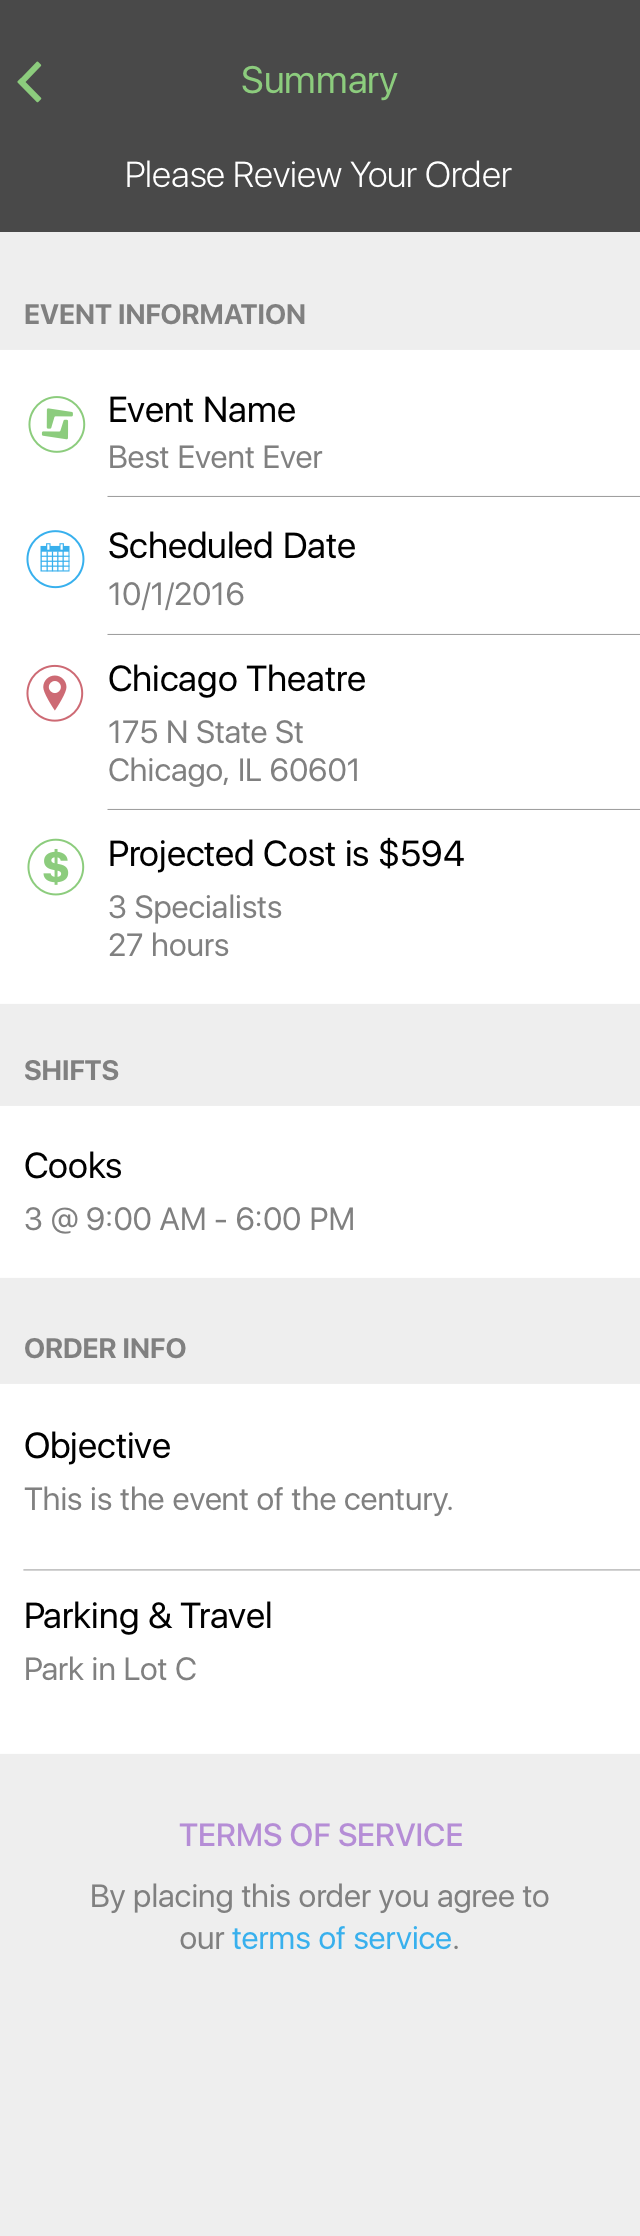 Summary
Please Review Your Order
EVENT INFORMATION
Event Name
Best Event Ever
Scheduled Date
10/1/2016
Chicago Theatre
175 N State St
Chicago, IL 60601
$
Projected Cost is $594
3 Specialists
27 hours
SHIFTS
Cooks
3 @ 9:00 AM - 6:00 PM
ORDER INFO
Objective
This is the event of the century.
Parking & Travel
Park in Lot C
TERMS OF SERVICE
By placing this order you agree to
our terms of service.